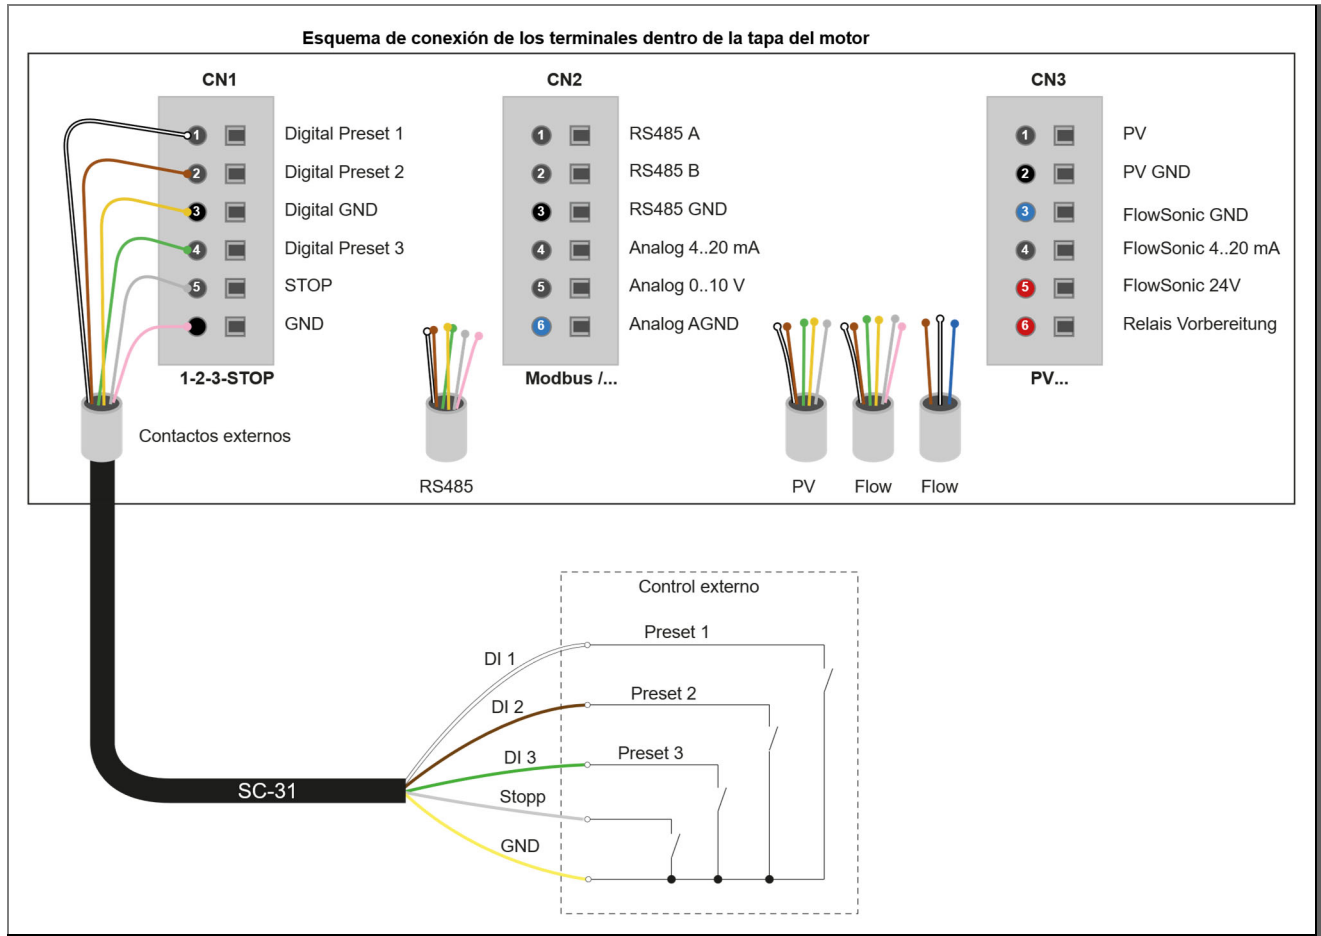 Esquema de conexión de los terminales dentro de la tapa del motor
CN1
1 Digital Preset 1
2 Digital Preset 2
3 Digital GND
4 Digital Preset 3
5 STOP
GND
1-2-3-STOP
Contactos externos
CN2
1 RS485 A
2 RS485 B
3 RS485 GND
4 Analog 4..20 mA
5 Analog 0..10 V
6 Analog AGND
Modbus /...
RS485
CN3
1 PV
2 PV GND
3 FlowSonic GND
4 FlowSonic 4..20 mA
5 FlowSonic 24V
6 Relais Vorbereitung
PV...
PV
Flow
Flow
Control externo
DI 1
Preset 1
DI 2
Preset 2
DI 3
Preset 3
Stopp
GND
SC-31